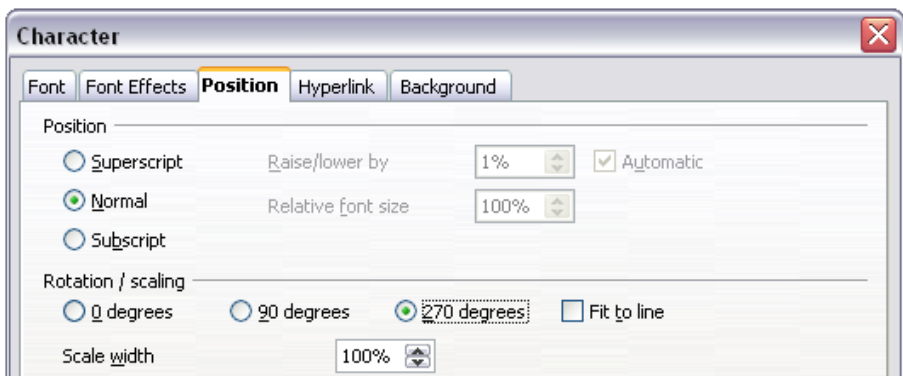 Character
Font Font Effects Position Hyperlink Background
Position
Superscript Raise/lower by 1% Automatic
Normal Relative font size 100%
Subscript
Rotation / scaling
0 degrees 90 degrees 270 degrees Fit to line
Scale width 100%